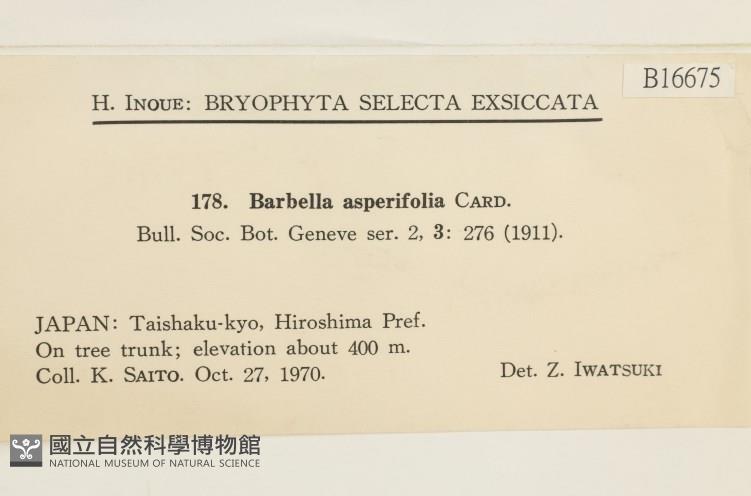 B16675
H. INOUE: BRYOPHYTA SELECTA EXSICCATA
178. Barbella asperifolia CARD.
Bull. Soc. Bot. Geneve ser. 2, 3: 276 (1911).
JAPAN: Taishaku-kyo, Hiroshima Pref.
On tree trunk; elevation about 400 m.
Coll. K. SAITO. Oct. 27, 1970.
Det. Z. IWATSUKI
國立自然科學博物館
NATIONAL MUSEUM OF NATURAL SCIENCE